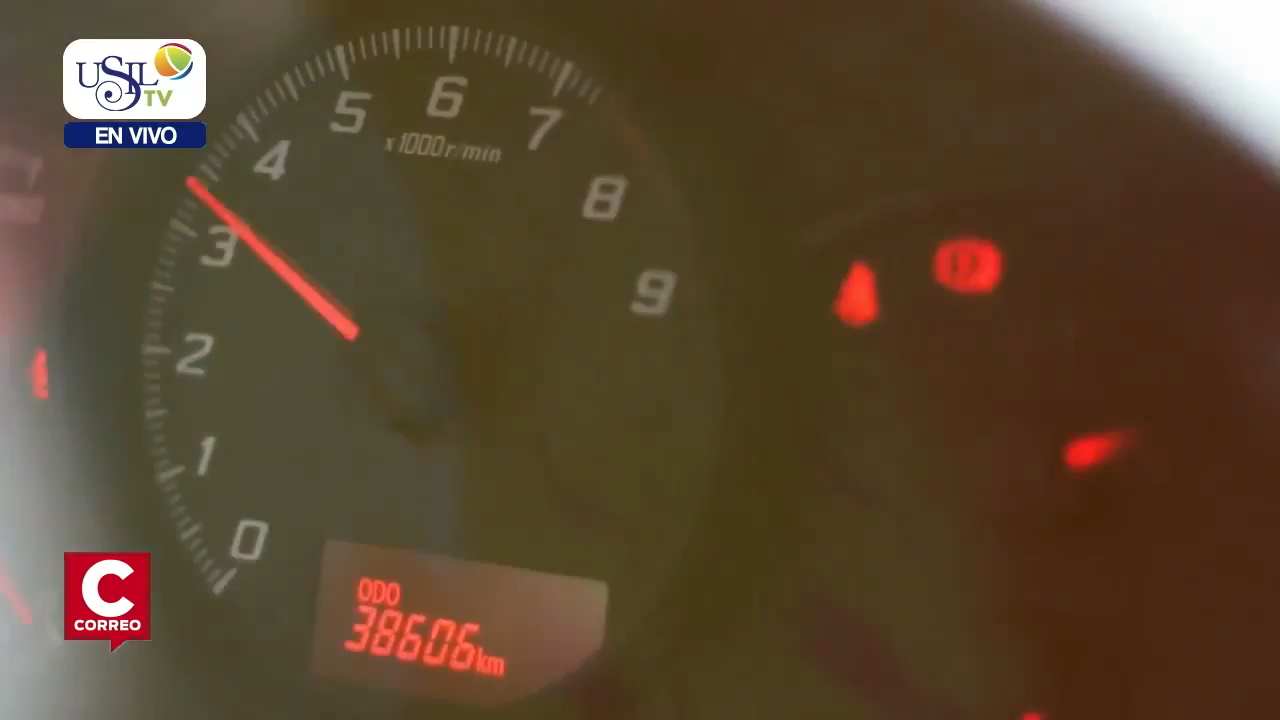 USIL
TV
EN VIVO
5
6
7
x1000r/min
4
8
3
9
2
1
0
ODO
38606km
C
CORREO